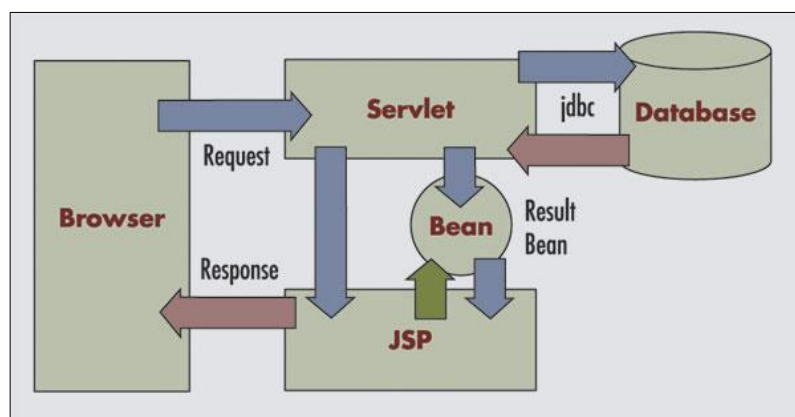 Servlet
jdbc
Database
Request
Browser
Bean
Result
Bean
Response
JSP